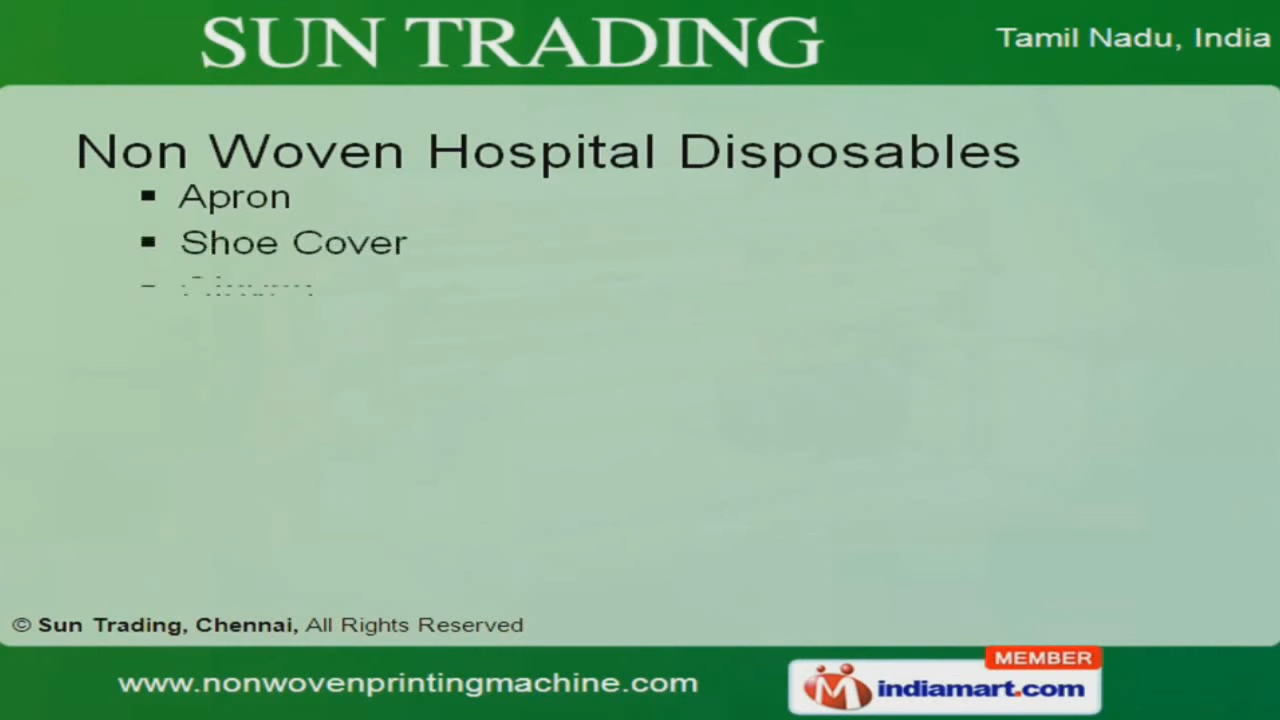 SUN TRADING
Tamil Nadu, India
Non Woven Hospital Disposables
▪ Apron
▪ Shoe Cover
© Sun Trading, Chennai, All Rights Reserved
www.nonwovenprintingmachine.com
MEMBER
indiamart.com